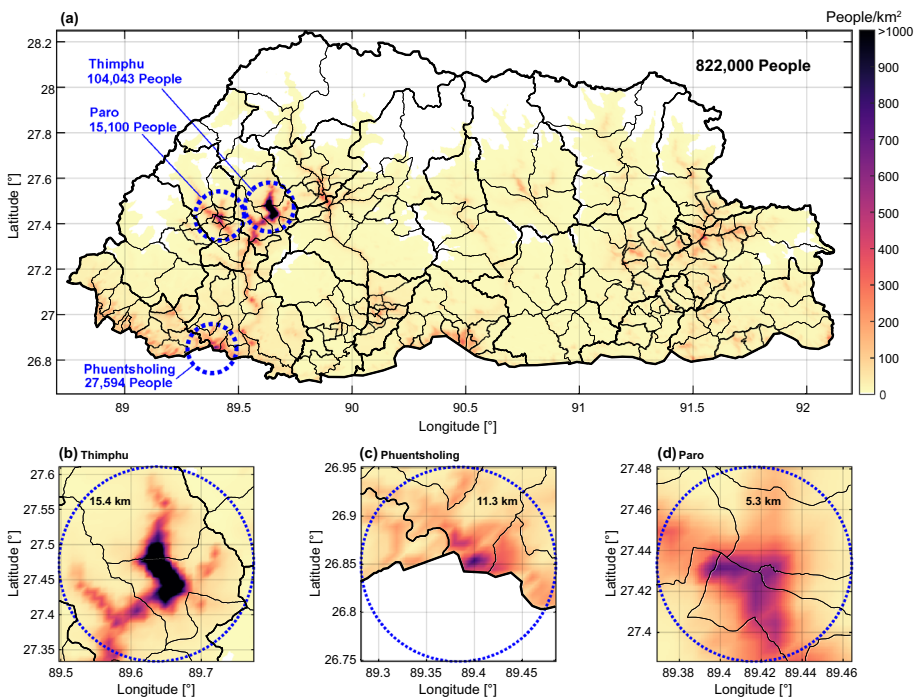 (a)
People/km²
>1000
900
800
700
600
500
400
300
200
100
0
28.2
28
27.8
27.6
27.4
27.2
27
26.8
Latitude [°]
Thimphu
104,043 People
Paro
15,100 People
822,000 People
Phuentsholing
27,594 People
89
89.5
90
90.5
91
91.5
92
Longitude [°]
(b) Thimphu
15.4 km
27.6
27.5
27.45
27.4
27.35
Latitude [°]
89.5
89.6
89.7
Longitude [°]
(c) Phuentsholing
11.3 km
26.95
26.9
26.85
26.8
26.75
Latitude [°]
89.3
89.35
89.4
89.45
Longitude [°]
(d) Paro
5.3 km
27.48
27.46
27.44
27.42
27.4
Latitude [°]
89.38
89.4
89.42
89.44
89.46
Longitude [°]